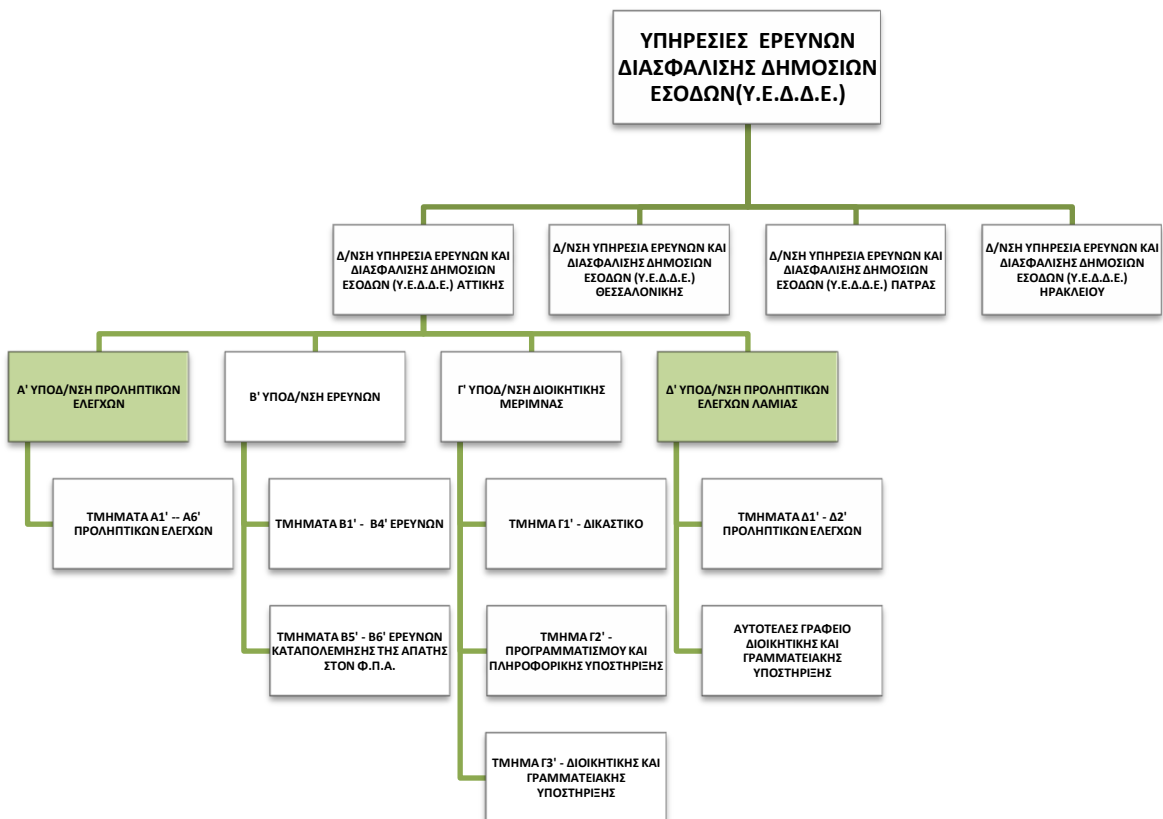 ΥΠΗΡΕΣΙΕΣ ΕΡΕΥΝΩΝ
ΔΙΑΣΦΑΛΙΣΗΣ ΔΗΜΟΣΙΩΝ
ΕΣΟΔΩΝ(Υ.Ε.Δ.Δ.Ε.)
Δ/ΝΣΗ ΥΠΗΡΕΣΙΑ ΕΡΕΥΝΩΝ ΚΑΙ
ΔΙΑΣΦΑΛΙΣΗΣ ΔΗΜΟΣΙΩΝ
ΕΣΟΔΩΝ (Υ.Ε.Δ.Δ.Ε.) ΑΤΤΙΚΗΣ
Δ/ΝΣΗ ΥΠΗΡΕΣΙΑ ΕΡΕΥΝΩΝ ΚΑΙ
ΔΙΑΣΦΑΛΙΣΗΣ ΔΗΜΟΣΙΩΝ
ΕΣΟΔΩΝ (Υ.Ε.Δ.Δ.Ε.)
ΘΕΣΣΑΛΟΝΙΚΗΣ
Δ/ΝΣΗ ΥΠΗΡΕΣΙΑ ΕΡΕΥΝΩΝ ΚΑΙ
ΔΙΑΣΦΑΛΙΣΗΣ ΔΗΜΟΣΙΩΝ
ΕΣΟΔΩΝ (Υ.Ε.Δ.Δ.Ε.) ΠΑΤΡΑΣ
Δ/ΝΣΗ ΥΠΗΡΕΣΙΑ ΕΡΕΥΝΩΝ ΚΑΙ
ΔΙΑΣΦΑΛΙΣΗΣ ΔΗΜΟΣΙΩΝ
ΕΣΟΔΩΝ (Υ.Ε.Δ.Δ.Ε.)
ΗΡΑΚΛΕΙΟΥ
Α' ΥΠΟΔ/ΝΣΗ ΠΡΟΛΗΠΤΙΚΩΝ
ΕΛΕΓΧΩΝ
Β' ΥΠΟΔ/ΝΣΗ ΕΡΕΥΝΩΝ
Γ' ΥΠΟΔ/ΝΣΗ ΔΙΟΙΚΗΤΙΚΗΣ
ΜΕΡΙΜΝΑΣ
Δ' ΥΠΟΔ/ΝΣΗ ΠΡΟΛΗΠΤΙΚΩΝ
ΕΛΕΓΧΩΝ ΛΑΜΙΑΣ
ΤΜΗΜΑΤΑ Α1' -- Α6'
ΠΡΟΛΗΠΤΙΚΩΝ ΕΛΕΓΧΩΝ
ΤΜΗΜΑΤΑ Β1' - Β4' ΕΡΕΥΝΩΝ
ΤΜΗΜΑ Γ1' - ΔΙΚΑΣΤΙΚΟ
ΤΜΗΜΑΤΑ Δ1' - Δ2'
ΠΡΟΛΗΠΤΙΚΩΝ ΕΛΕΓΧΩΝ
ΤΜΗΜΑΤΑ Β5' - Β6' ΕΡΕΥΝΩΝ
ΚΑΤΑΠΟΛΕΜΗΣΗ ΤΗΣ ΑΠΑΤΗΣ
ΣΤΟΝ Φ.Π.Α.
ΤΜΗΜΑ Γ2' -
ΠΡΟΓΡΑΜΜΑΤΙΣΜΟΥ ΚΑΙ
ΠΛΗΡΟΦΟΡΙΚΗΣ ΥΠΟΣΤΗΡΙΞΗΣ
ΑΥΤΟΤΕΛΕΣ ΓΡΑΦΕΙΟ
ΔΙΟΙΚΗΤΙΚΗΣ ΚΑΙ
ΓΡΑΜΜΑΤΕΙΑΚΗΣ
ΥΠΟΣΤΗΡΙΞΗΣ
ΤΜΗΜΑ Γ3' - ΔΙΟΙΚΗΤΙΚΗΣ ΚΑΙ
ΓΡΑΜΜΑΤΕΙΑΚΗΣ
ΥΠΟΣΤΗΡΙΞΗΣ